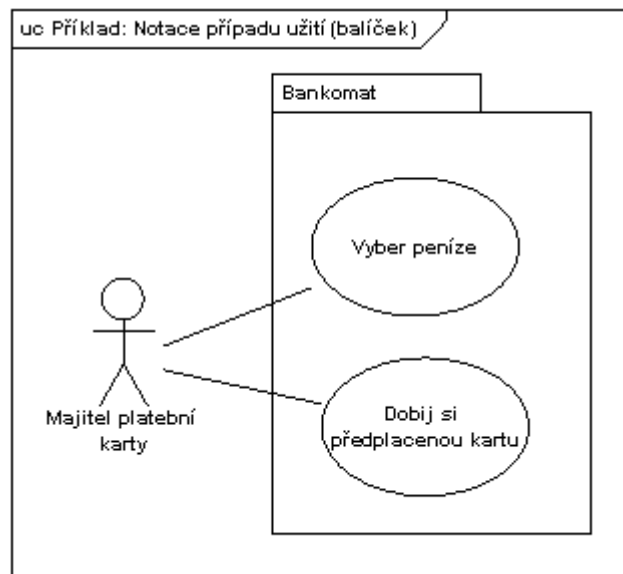 uc Příklad: Notace případu užití (balíček)
Bankomat
Vyber peníze
Majitel platební
karty
Dobij si
předplacenou kartu